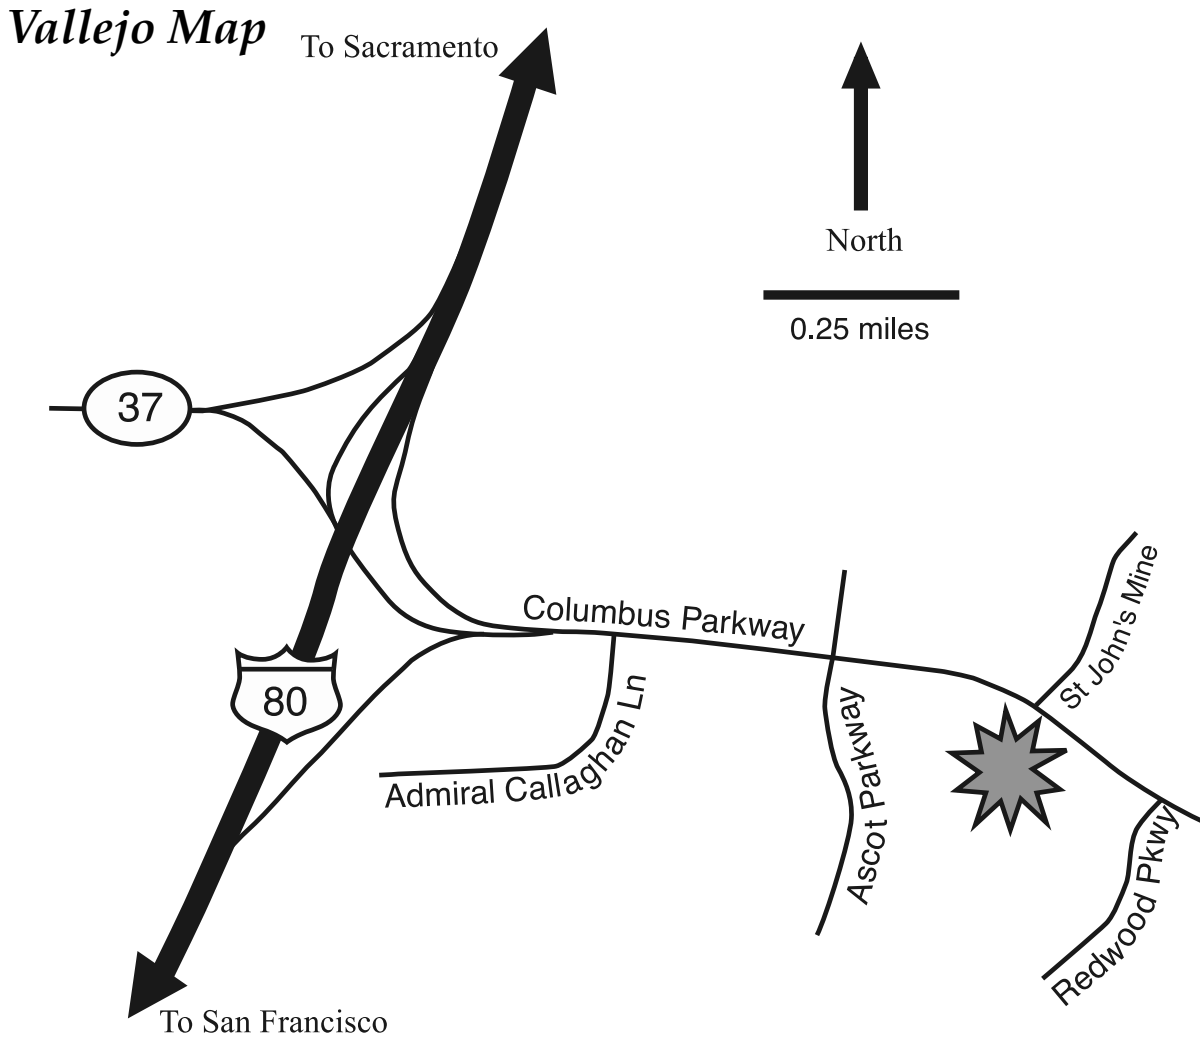 Vallejo Map
To Sacramento
North
0.25 miles
37
Columbus Parkway
St John's Mine
80
Admiral Callaghan Ln
Ascot Parkway
Redwood Pkwy
To San Francisco